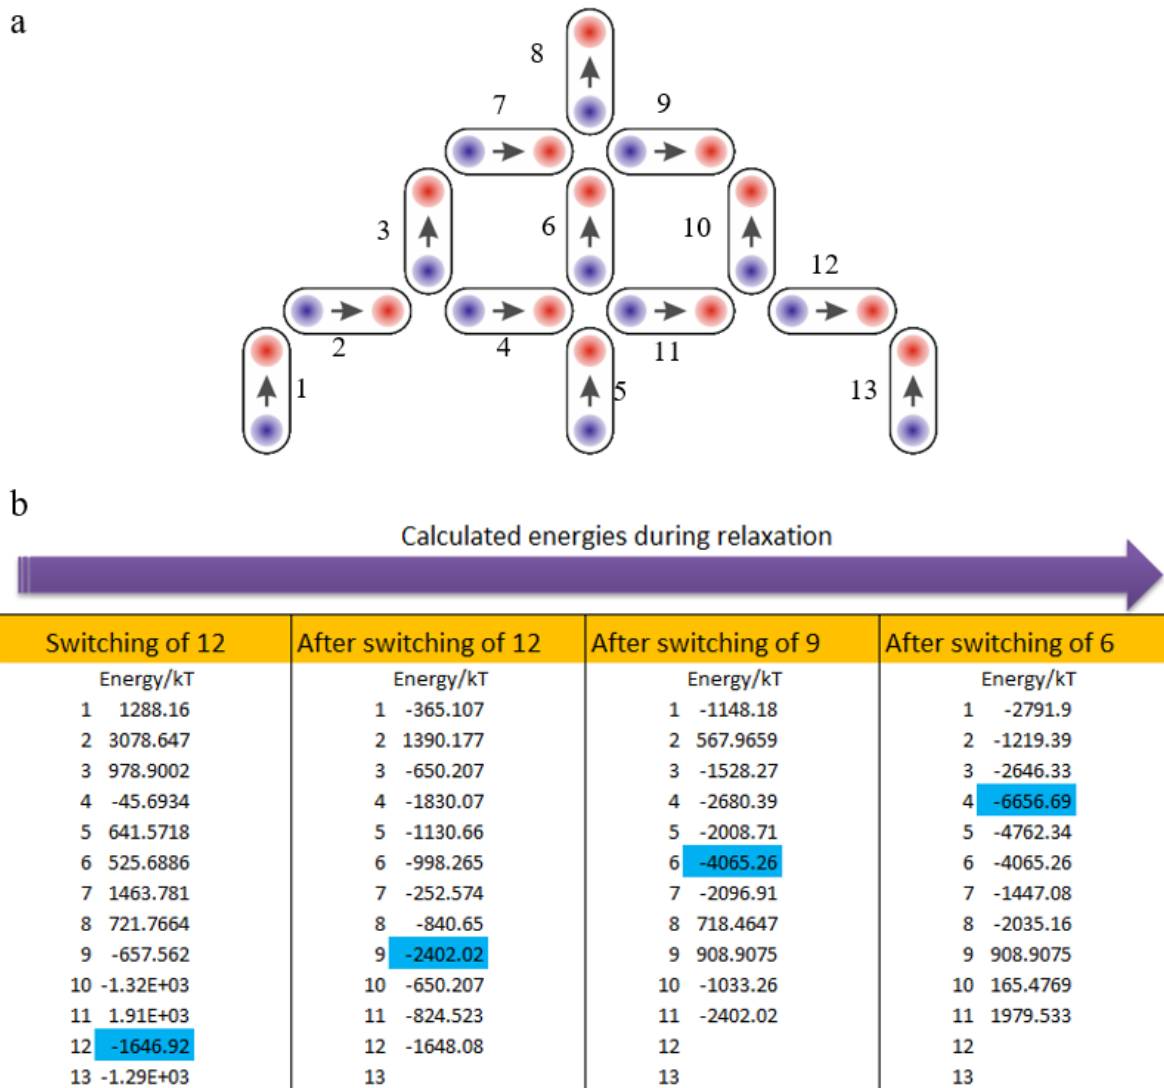 a
8
7 9
3 6 10
12
2 4 11
1 5 13
b
Calculated energies during relaxation
Switching of 12 After switching of 12 After switching of 9 After switching of 6
Energy/kT Energy/kT Energy/kT Energy/kT
1 1288.16 1 -365.107 1 -1148.18 1 -2791.9
2 3078.647 2 1390.177 2 567.9659 2 -1219.39
3 978.9002 3 -650.207 3 -1528.27 3 -2646.33
4 -45.6934 4 -1830.07 4 -2680.39 4 -6656.69
5 641.5718 5 -1130.66 5 -2008.71 5 -4762.34
6 525.6886 6 -998.265 6 -4065.26 6 -4065.26
7 1463.781 7 -252.574 7 -2096.91 7 -1447.08
8 721.7664 8 -840.65 8 718.4647 8 -2035.16
9 -657.562 9 -2402.02 9 908.9075 9 908.9075
10 -1.32E+03 10 -650.207 10 -1033.26 10 165.4769
11 1.91E+03 11 -824.523 11 -2402.02 11 1979.533
12 -1646.92 12 -1648.08 12 12
13 -1.29E+03 13 13 13